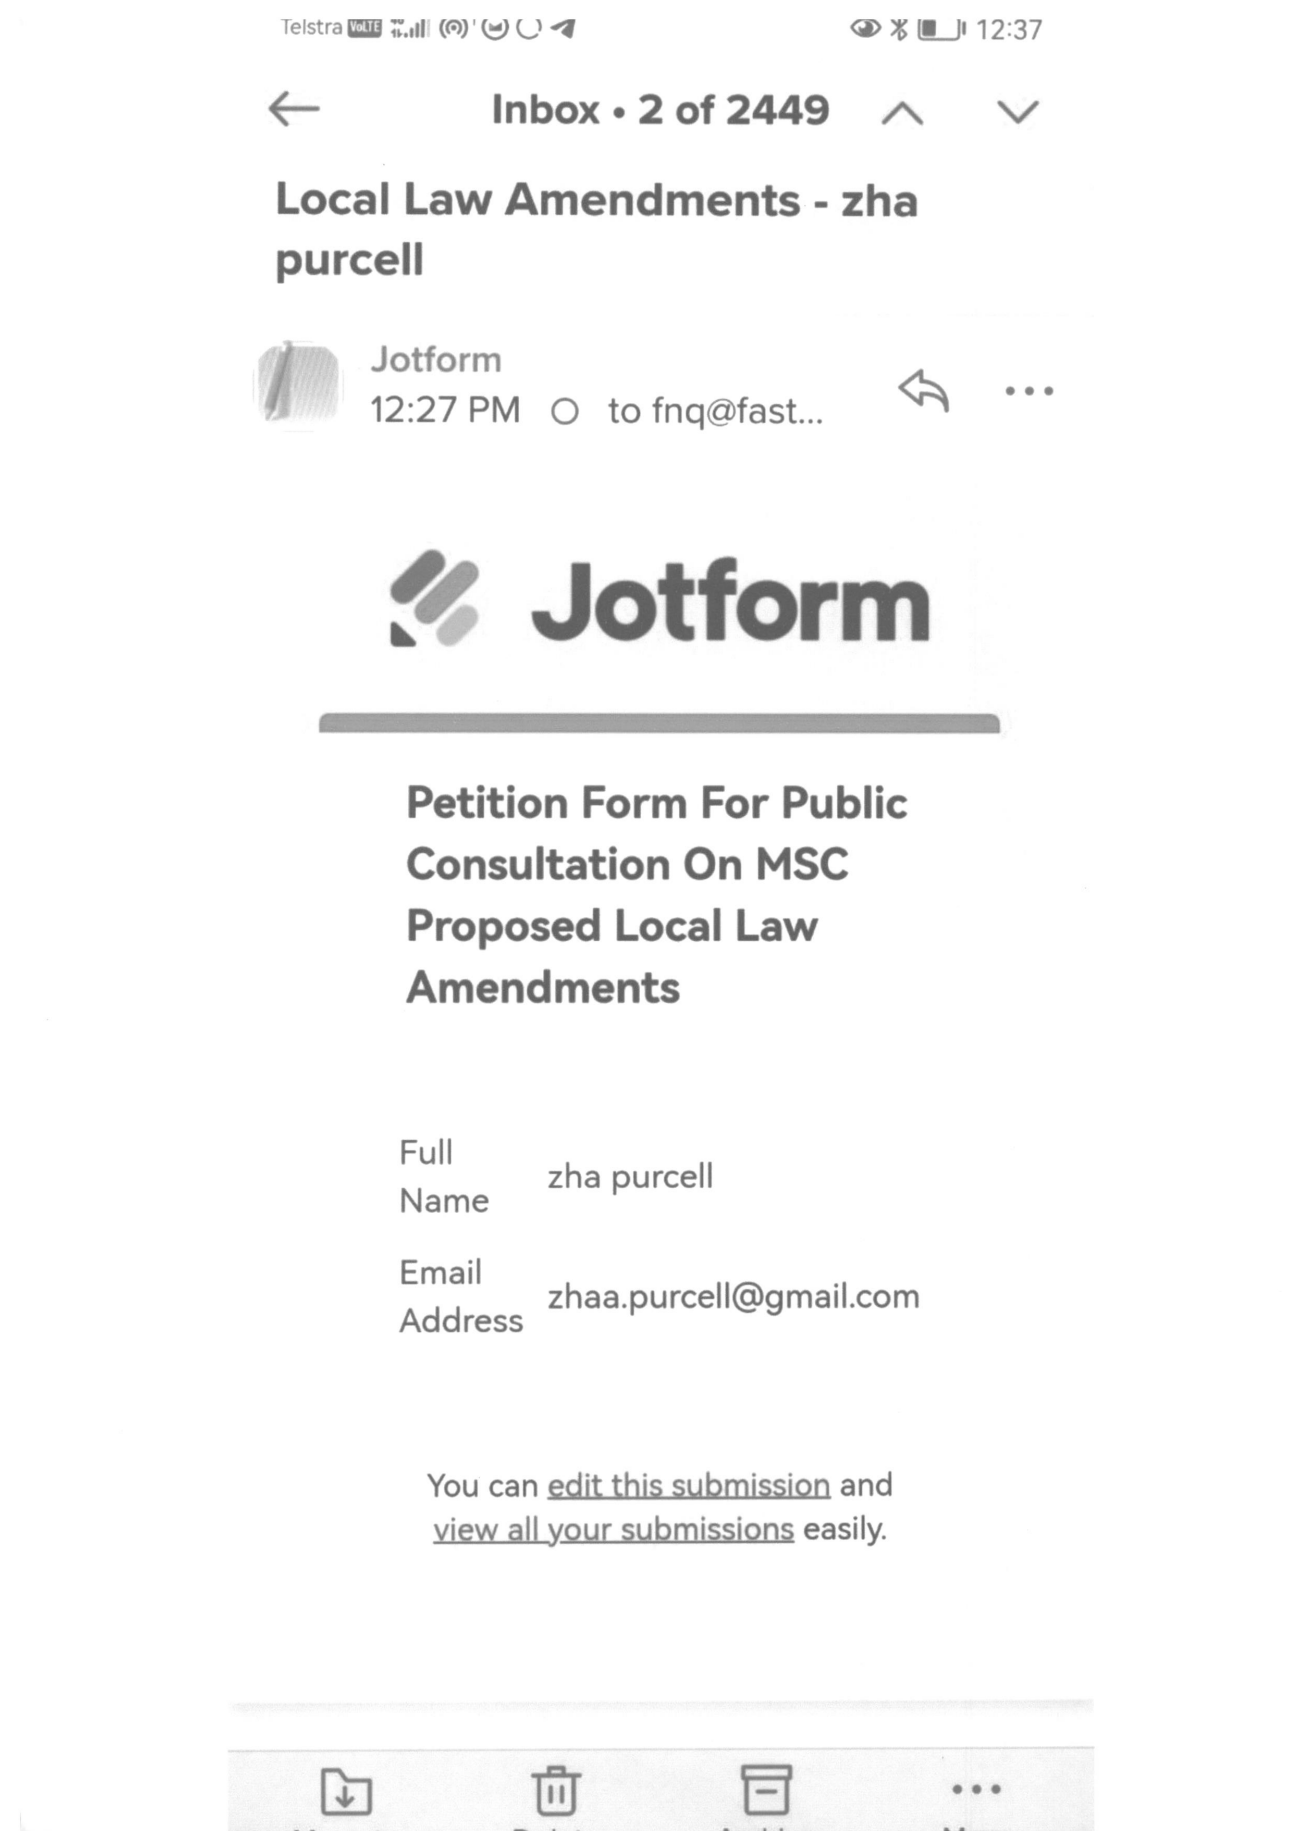 Telstra VoLTE 12:37
Inbox • 2 of 2449
Local Law Amendments - zha
purcell
Jotform
12:27 PM to fnq@fast...
Jotform
Petition Form For Public
Consultation On MSC
Proposed Local Law
Amendments
Full
Name
zha purcell
Email
Address
zhaa.purcell@gmail.com
You can edit this submission and
view all your submissions easily.